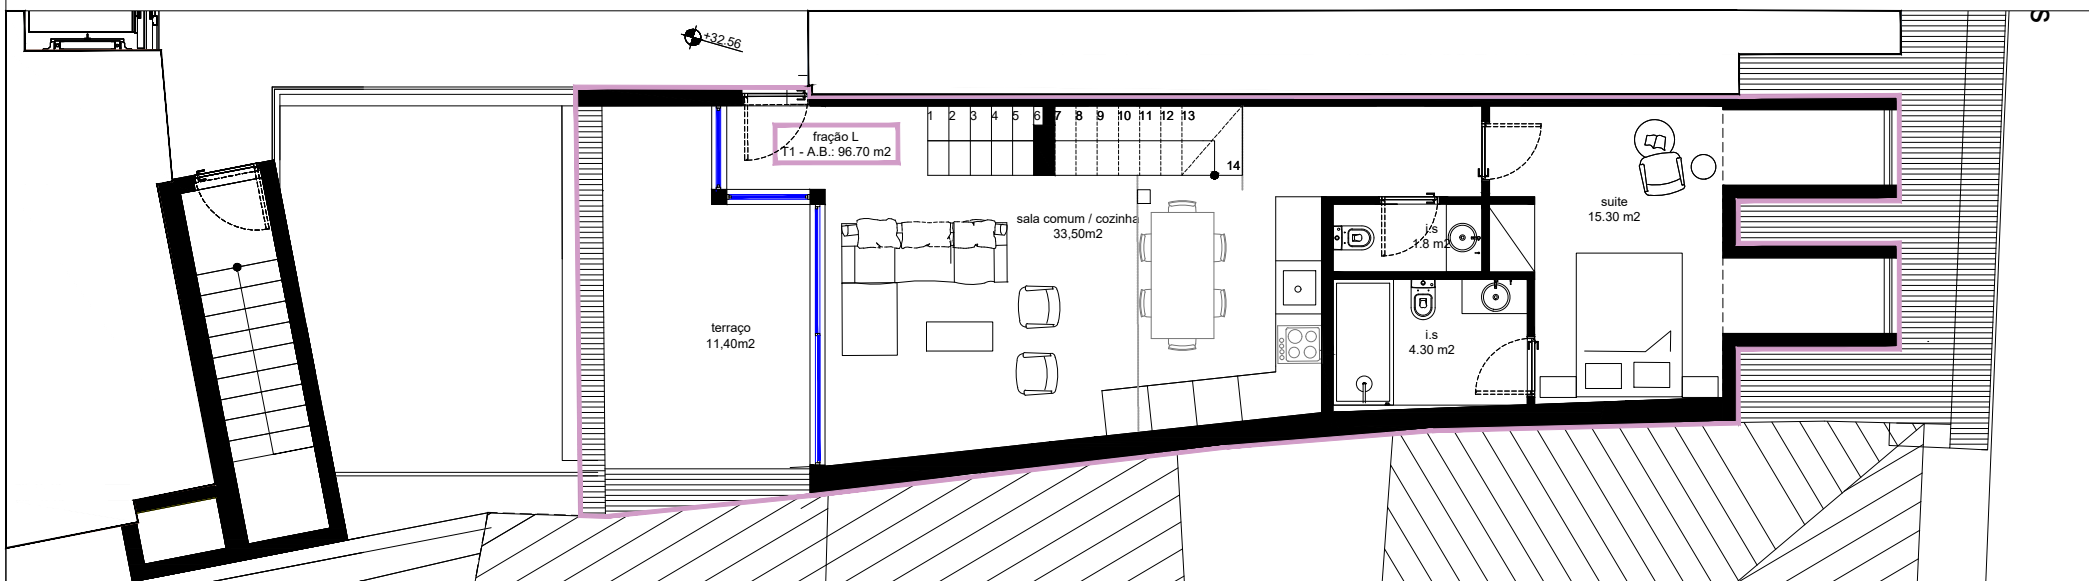 S
+32.56
fração L
T1 - A.B.: 96.70 m2
1 2 3 4 5 6 7 8 9 10 11 12 13
14
sala comum / cozinha
33,50m2
suite
15.30 m2
i.s
1.8 m2
terraço
11,40m2
i.s
4.30 m2